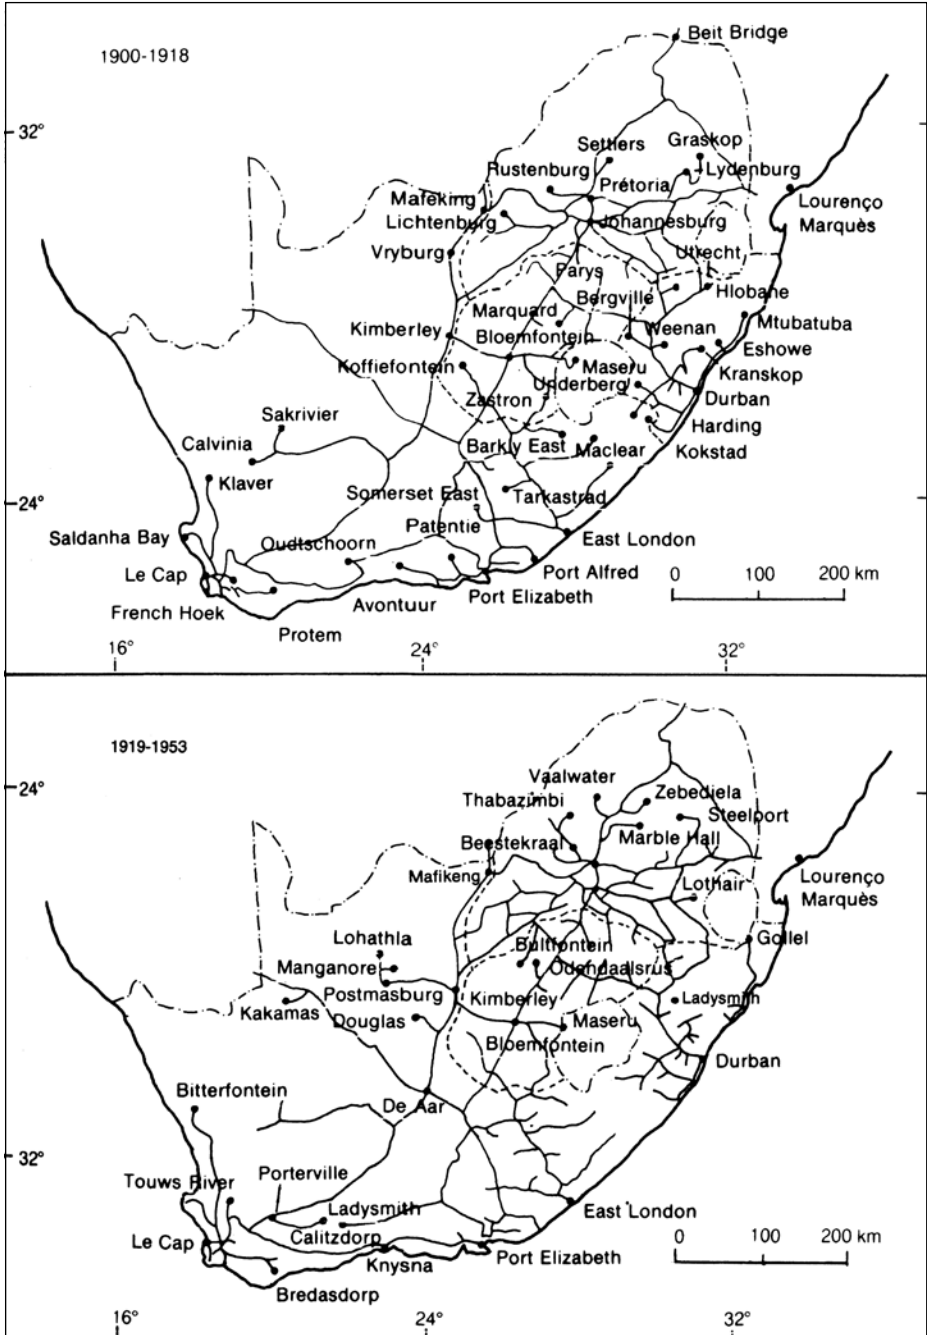 1900-1918
Beit Bridge
32°
Settlers
Graskop
Rustenburg
Lydenburg
Prétoria
Mafeking
Lourenço
Marquès
Lichtenburg
Johannesburg
Vryburg
Utrecht
Parys
Bergville
Hlobane
Marquard
Mtubatuba
Kimberley
Bloemfontein
Weenan
Eshowe
Koffiefontein
Maseru
Kranskop
Underberg
Zastron
Durban
Sakrivier
Harding
Calvinia
Barkly East
Maclear
Kokstad
Klaver
Somerset East
Tarkastrad
24°
Patentie
Saldanha Bay
Oudtschoorn
East London
Le Cap
Port Alfred
0 100 200 km
French Hoek
Avontuur
Port Elizabeth
Protem
16° 24° 32°
1919-1953
24°
Vaalwater
Thabazimbi
Zebediela
Steelport
Beestekraal
Marble Hall
Mafikeng
Lourenço
Marquès
Lothair
Lohathla
Bultfontein
Gollel
Manganore
Odendaalsrus
Postmasburg
Kimberley
Ladysmith
Kakamas
Douglas
Maseru
Bloemfontein
Durban
Bitterfontein
De Aar
32°
Touws River
Porterville
Ladysmith
East London
Le Cap
Calitzdorp
0 100 200 km
Knysna
Port Elizabeth
Bredasdorp
16° 24° 32°